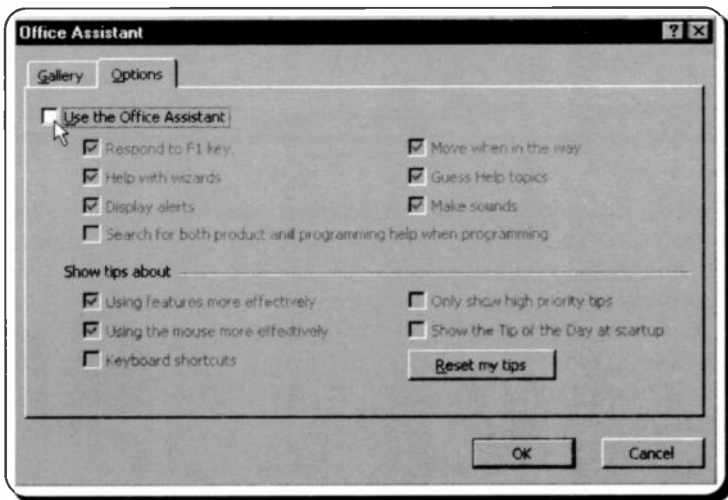 Office Assistant
Gallery Options
Use the Office Assistant
Respond to F1 key Move when in the way
Help with wizards Guess Help topics
Display alerts Make sounds
Search for both product and programming help when programming
Show tips about
Using features more effectively Only show high priority tips
Using the mouse more effectively Show the Tip of the Day at startup
Keyboard shortcuts Reset my tips
OK Cancel